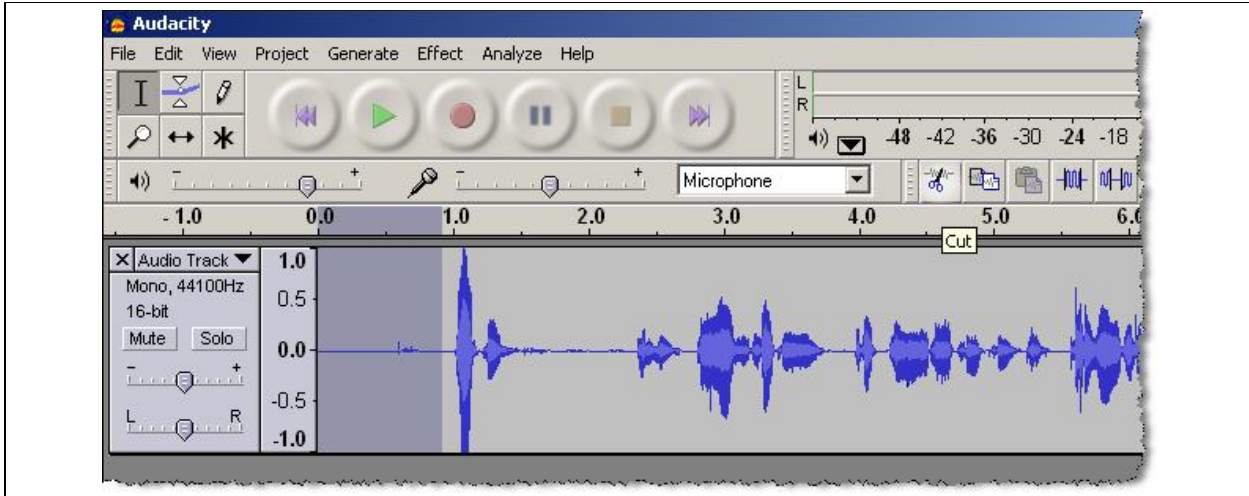 Audacity
File Edit View Project Generate Effect Analyze Help
L
R
-48 -42 -36 -30 -24 -18
- + - + Microphone
-1.0 0.0 1.0 2.0 3.0 4.0 5.0
Cut
X Audio Track 1.0
Mono, 44100Hz
0.5
16-bit
Mute Solo
0.0
- +
-0.5
L R
-1.0